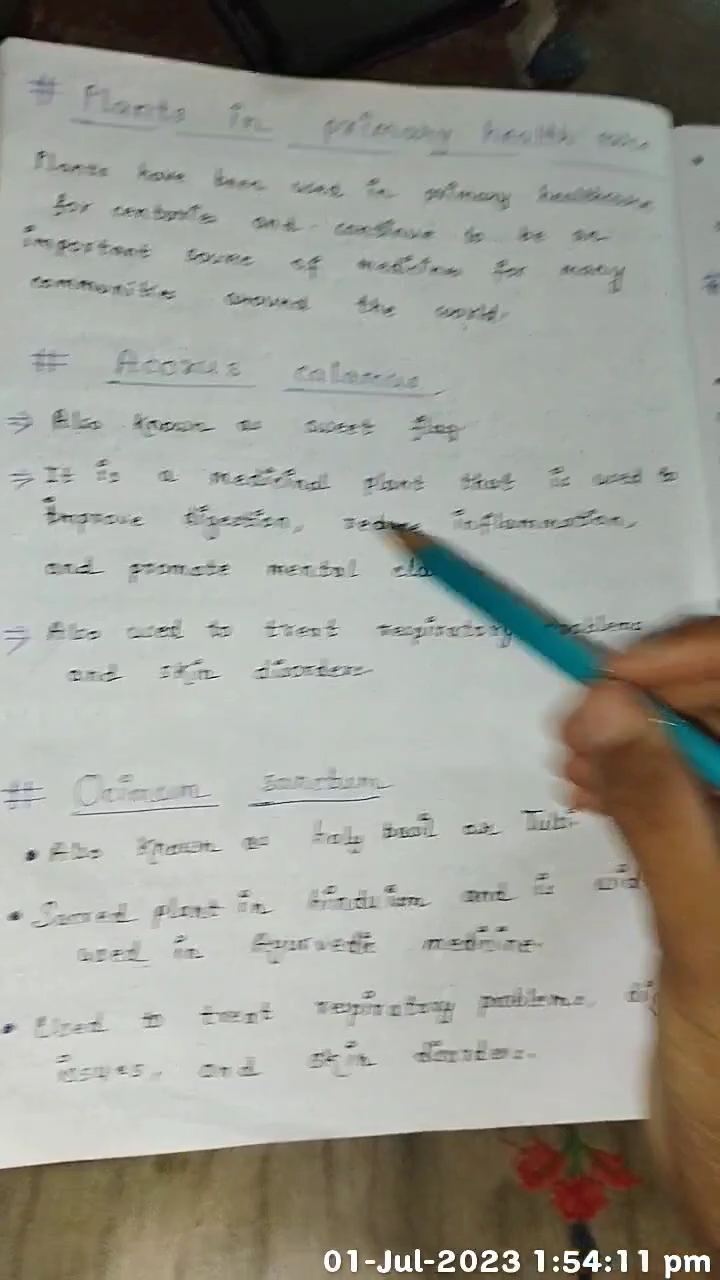 # Plants in primary health care
Plants have been used in primary healthcare
for centuries and continue to be an
important source of medicine for many
communities around the world.
# Acorus calamus
⇒ Also known as sweet flag
⇒ It is a medicinal plant that is used to
improve digestion, reduce inflammation,
and promote mental
⇒ Also used to treat respiratory problems
and skin disorders
# Ocimum sanctum
• Also known as holy basil or Tulsi
• Sacred plant in Hinduism and is
used in Ayurvedic medicine.
• Used to treat respiratory problems,
issues, and skin disorders.
01-Jul-2023 1:54:11 pm